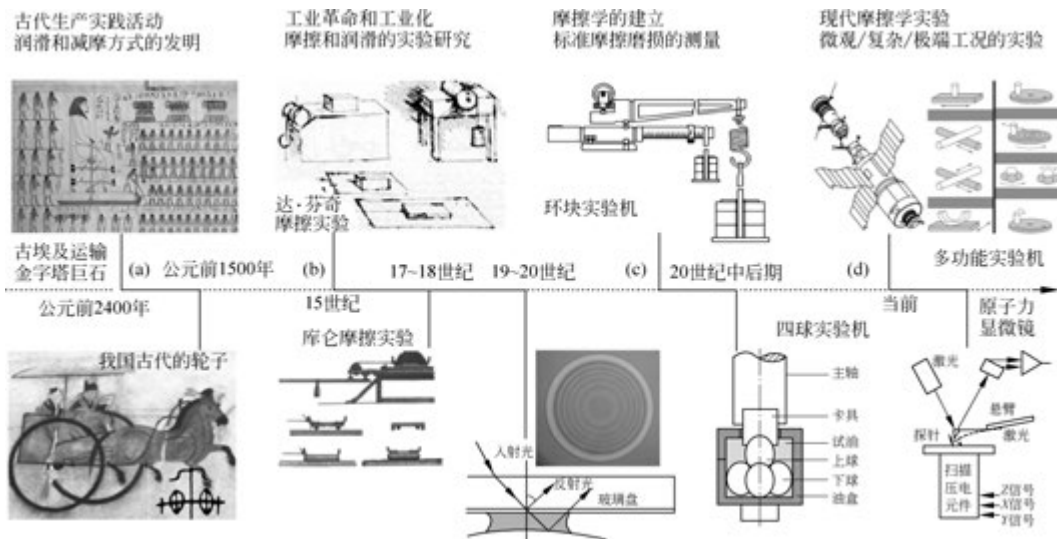 古代生产实践活动
润滑和减摩方式的发明
工业革命和工业化
摩擦和润滑的实验研究
摩擦学的建立
标准摩擦磨损的测量
现代摩擦学实验
微观/复杂/极端工况的实验
达·芬奇
摩擦实验
环块实验机
多功能实验机
古埃及运输
金字塔巨石
(a)
公元前1500年
(b)
17~18世纪
19~20世纪
(c)
20世纪中后期
(d)
公元前2400年
15世纪
当前
我国古代的轮子
库仑摩擦实验
入射光
反射光
玻璃盘
四球实验机
主轴
卡具
试油
上球
下球
油盒
原子力
显微镜
激光
悬臂
探针
激光
扫描
压电
元件
Z信号
X信号
Y信号